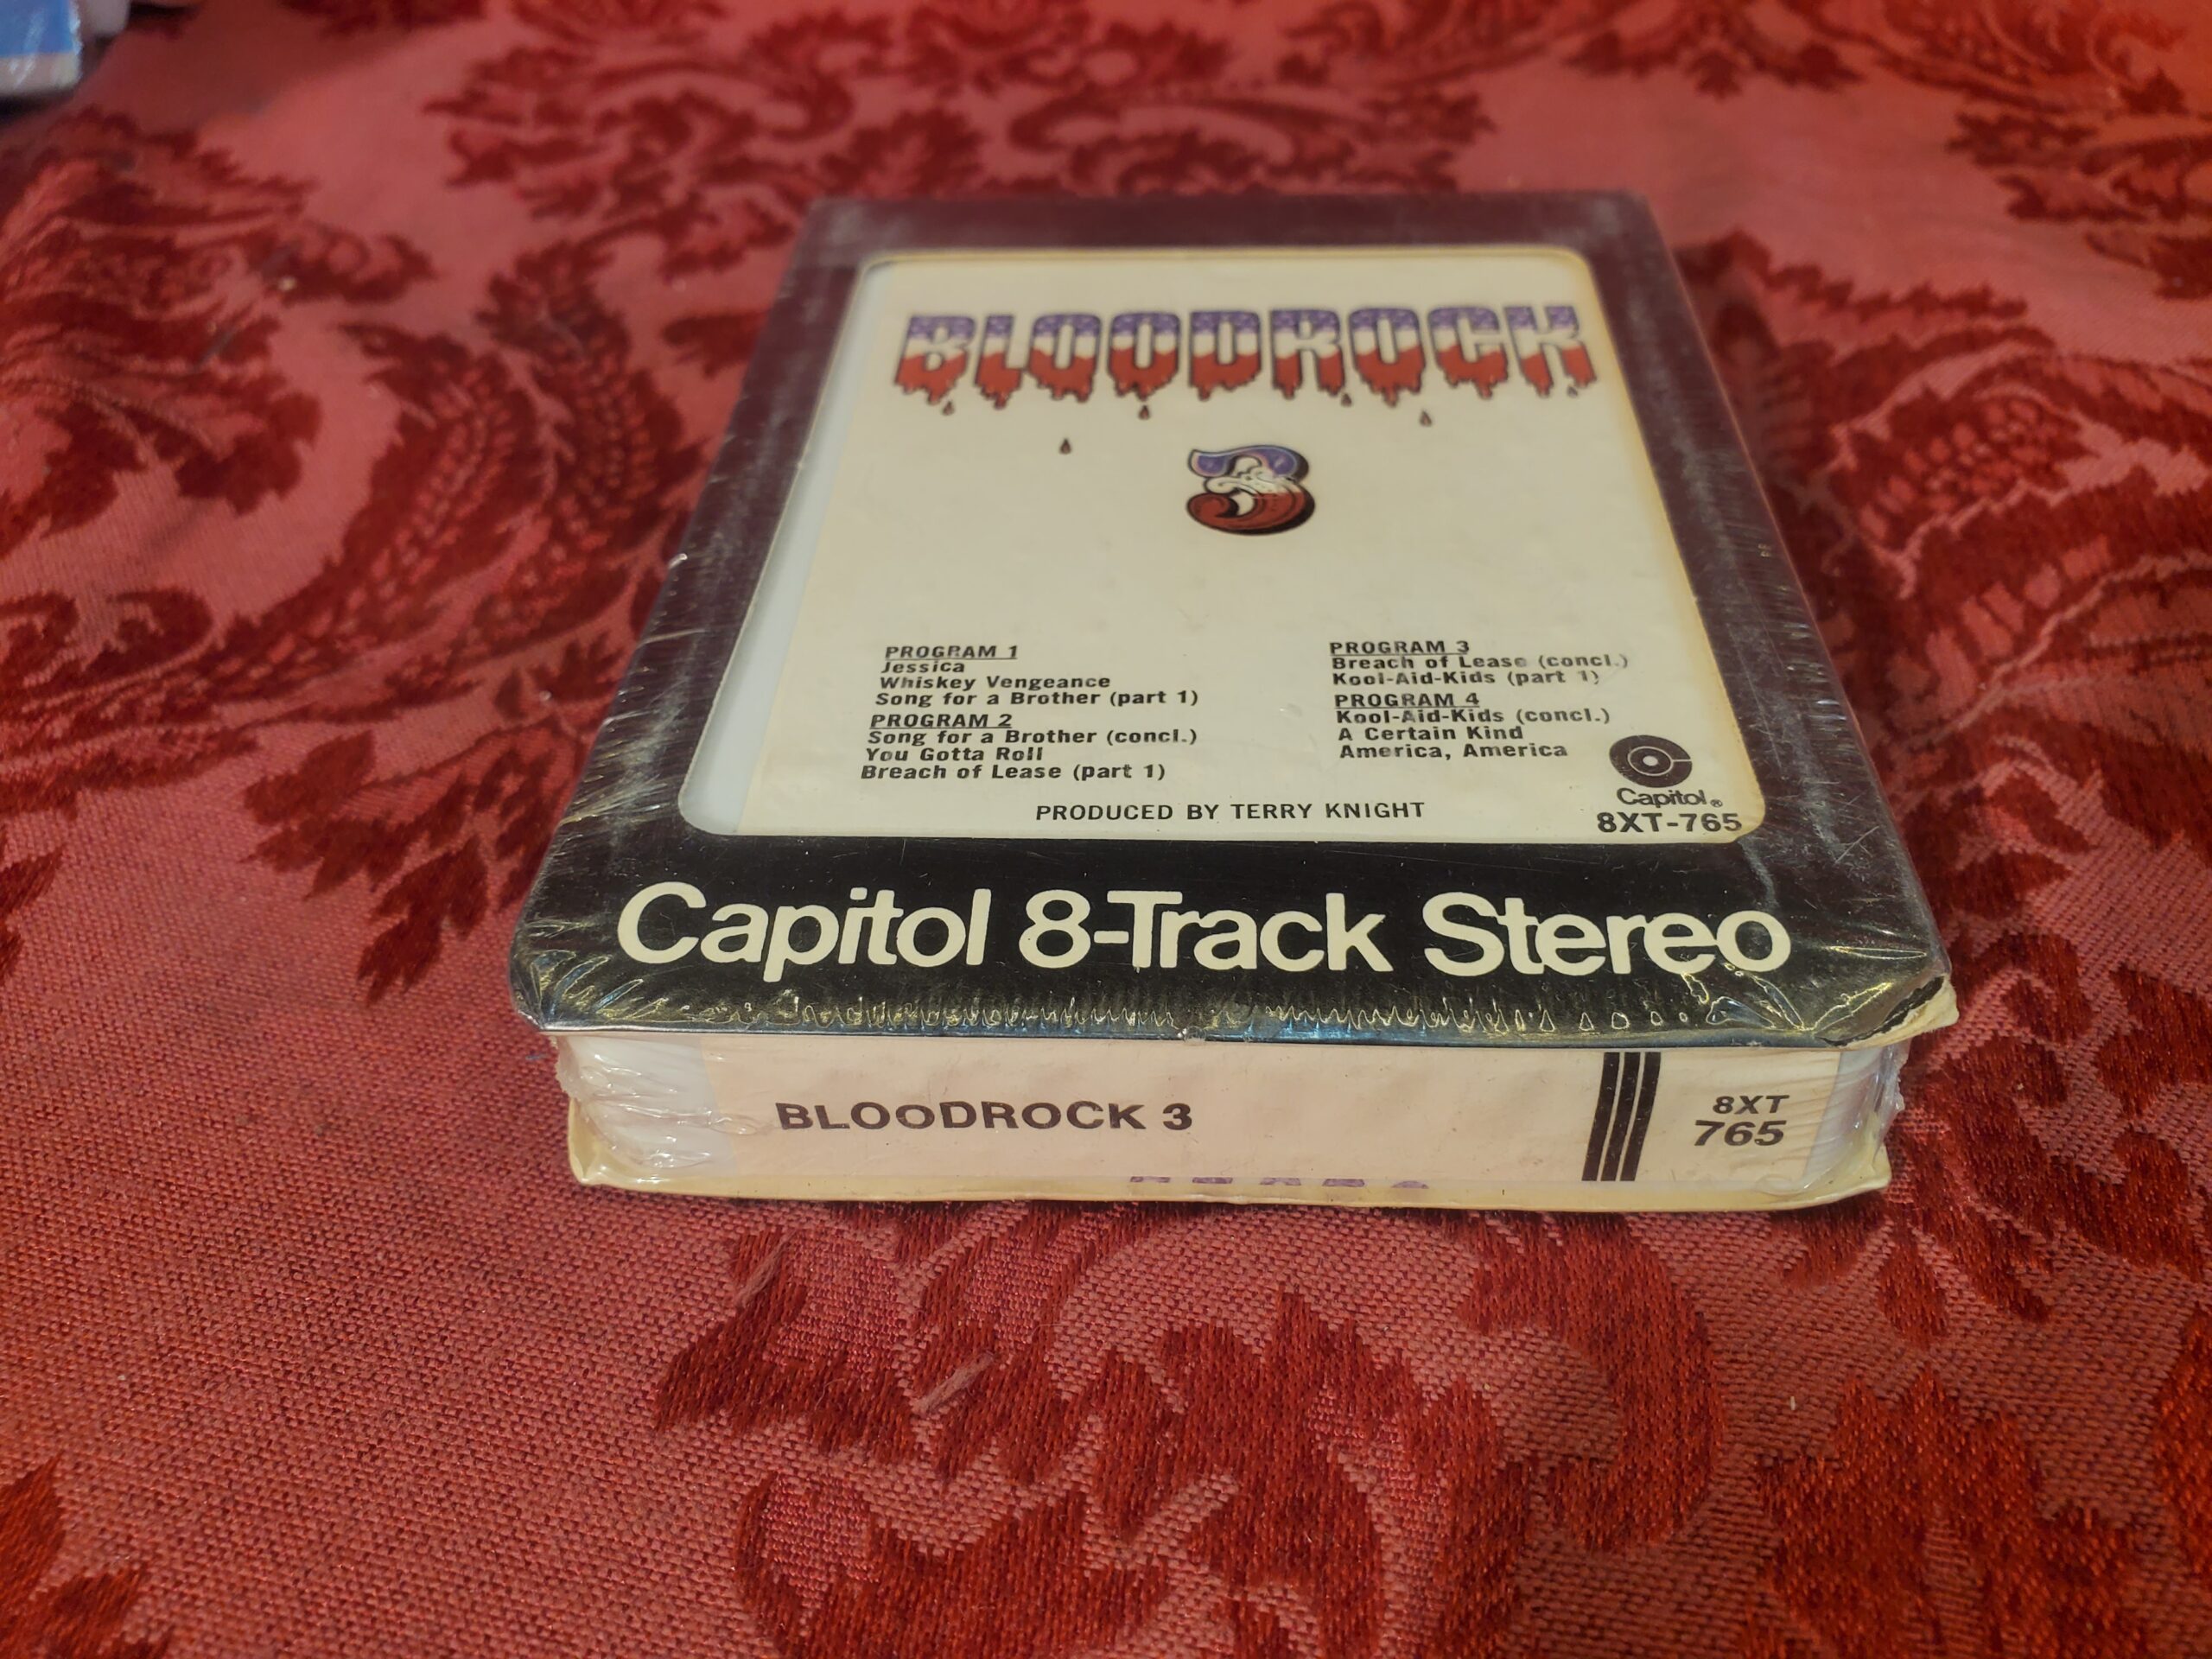 BLOODROCK
3
PROGRAM 1
Jessica
Whiskey Vengeance
Song for a Brother (part 1)
PROGRAM 2
Song for a Brother (concl.)
You Gotta Roll
Breach of Lease (part 1)
PROGRAM 3
Breach of Lease (concl.)
Kool-Aid-Kids (part 1)
PROGRAM 4
Kool-Aid-Kids (concl.)
A Certain Kind
America, America
PRODUCED BY TERRY KNIGHT
Capitol®
8XT-765
Capitol 8-Track Stereo
BLOODROCK 3
8XT
765